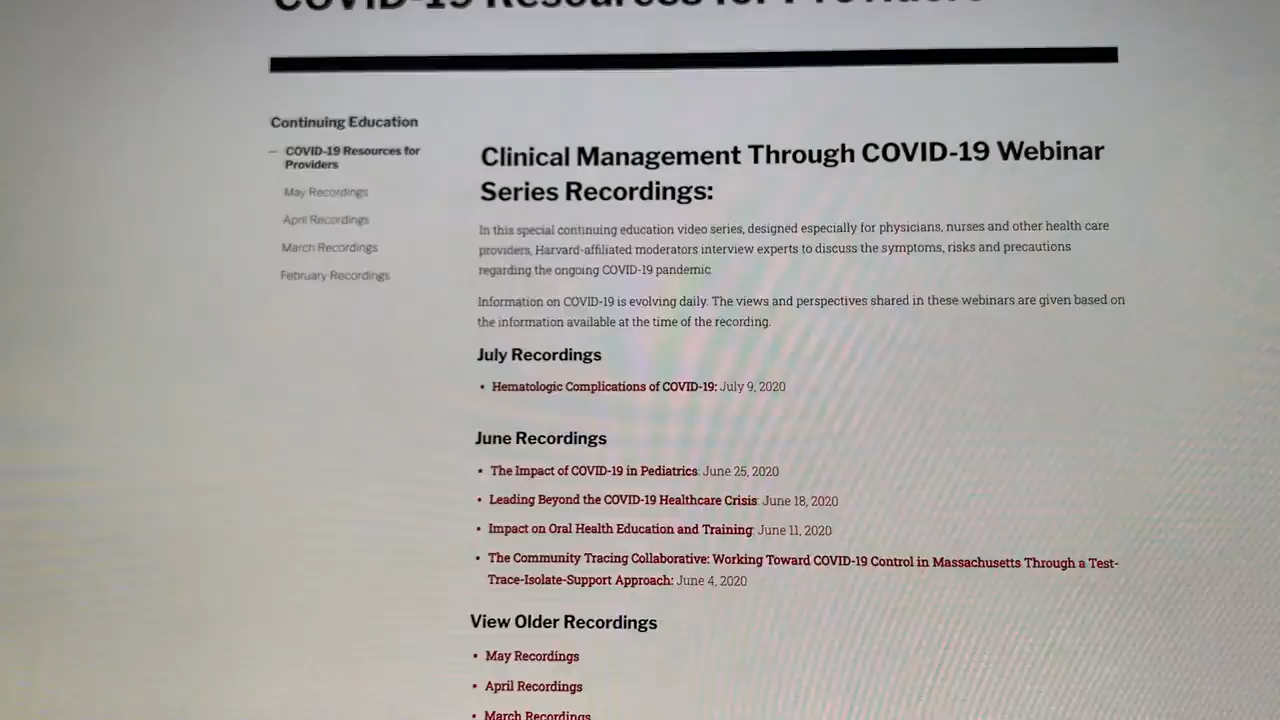 COVID-19 Resources for Providers
Continuing Education
– COVID-19 Resources for
Providers
May Recordings
April Recordings
March Recordings
February Recordings
Clinical Management Through COVID-19 Webinar
Series Recordings:
In this special continuing education video series, designed especially for physicians, nurses and other health care
providers, Harvard-affiliated moderators interview experts to discuss the symptoms, risks and precautions
regarding the ongoing COVID-19 pandemic.
Information on COVID-19 is evolving daily. The views and perspectives shared in these webinars are given based on
the information available at the time of the recording.
July Recordings
• Hematologic Complications of COVID-19: July 9, 2020
June Recordings
• The Impact of COVID-19 in Pediatrics: June 25, 2020
• Leading Beyond the COVID-19 Healthcare Crisis: June 18, 2020
• Impact on Oral Health Education and Training: June 11, 2020
• The Community Tracing Collaborative: Working Toward COVID-19 Control in Massachusetts Through a Test-
Trace-Isolate-Support Approach: June 4, 2020
View Older Recordings
• May Recordings
• April Recordings
• March Recordings